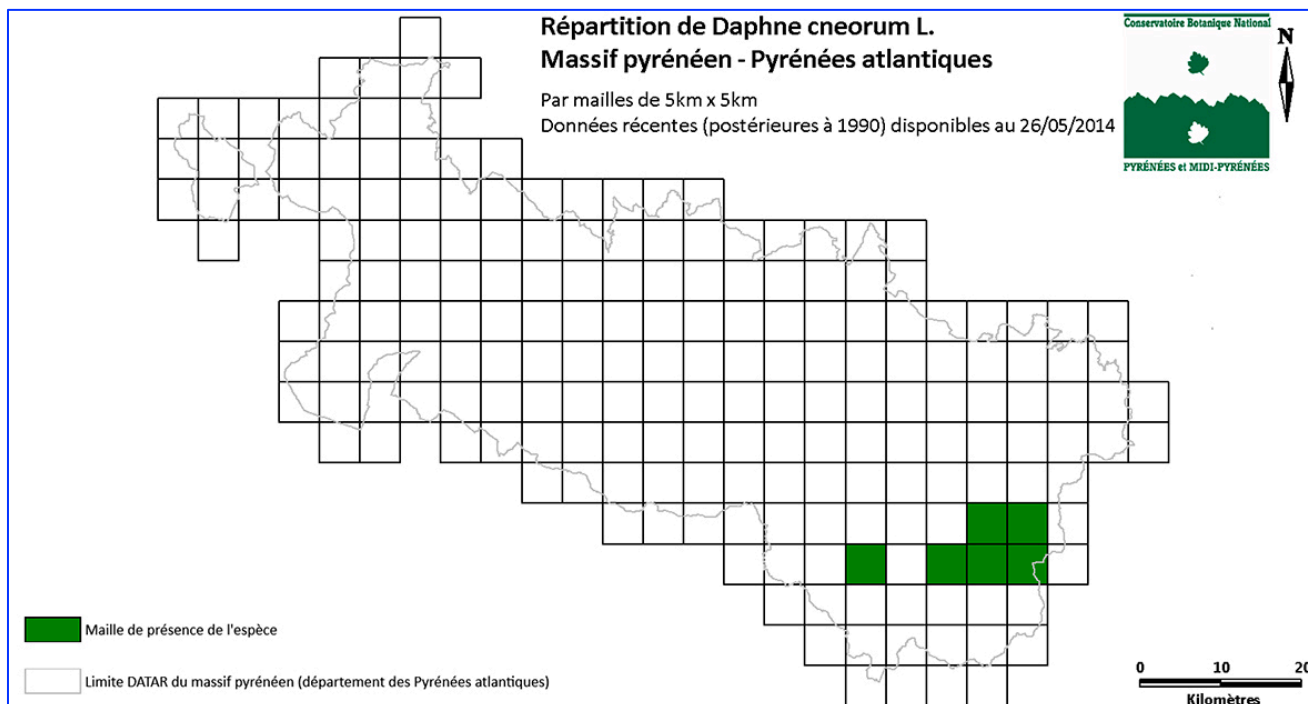 Répartition de Daphne cneorum L.
Massif pyrénéen - Pyrénées atlantiques
Par mailles de 5km x 5km
Données récentes (postérieures à 1990) disponibles au 26/05/2014
Conservatoire Botanique National
PYRÉNÉES et MIDI-PYRÉNÉES
N
Maille de présence de l'espèce
Limite DATAR du massif pyrénéen (département des Pyrénées atlantiques)
0 10 20
Kilomètres